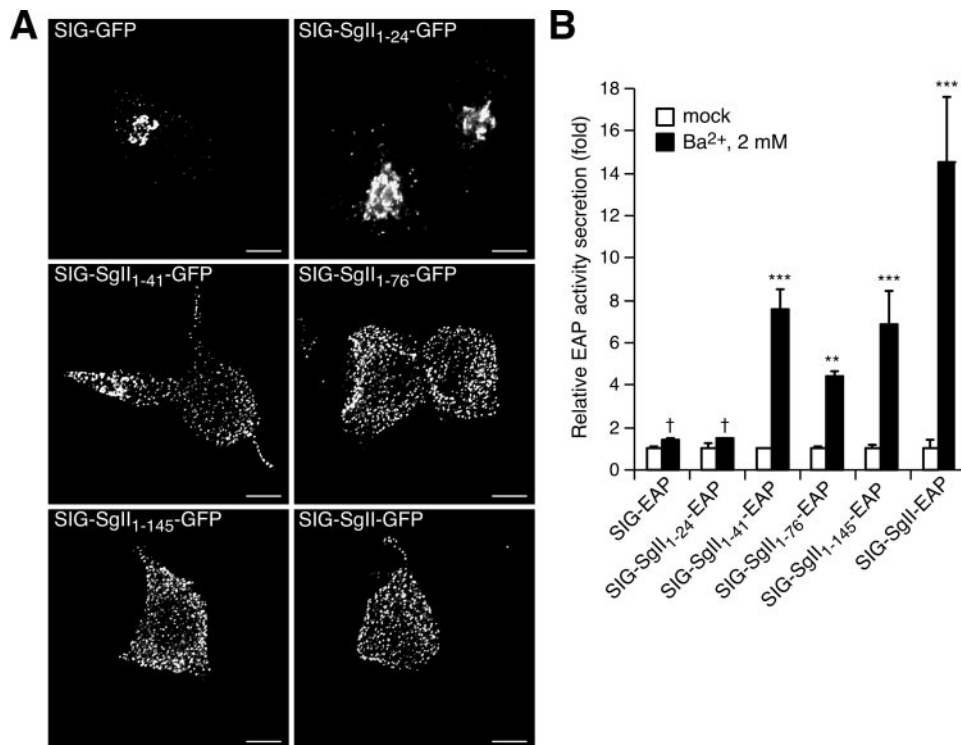 A
SIG-GFP
SIG-SgII₁₋₂₄-GFP
SIG-SgII₁₋₄₁-GFP
SIG-SgII₁₋₇₆-GFP
SIG-SgII₁₋₁₄₅-GFP
SIG-SgII-GFP
B
Relative EAP activity secretion (fold)
18
16
14
12
10
8
6
4
2
0
mock
Ba²⁺, 2 mM
†
†
***
**
***
***
SIG-EAP
SIG-SgII₁₋₂₄-EAP
SIG-SgII₁₋₄₁-EAP
SIG-SgII₁₋₇₆-EAP
SIG-SgII₁₋₁₄₅-EAP
SIG-SgII-EAP